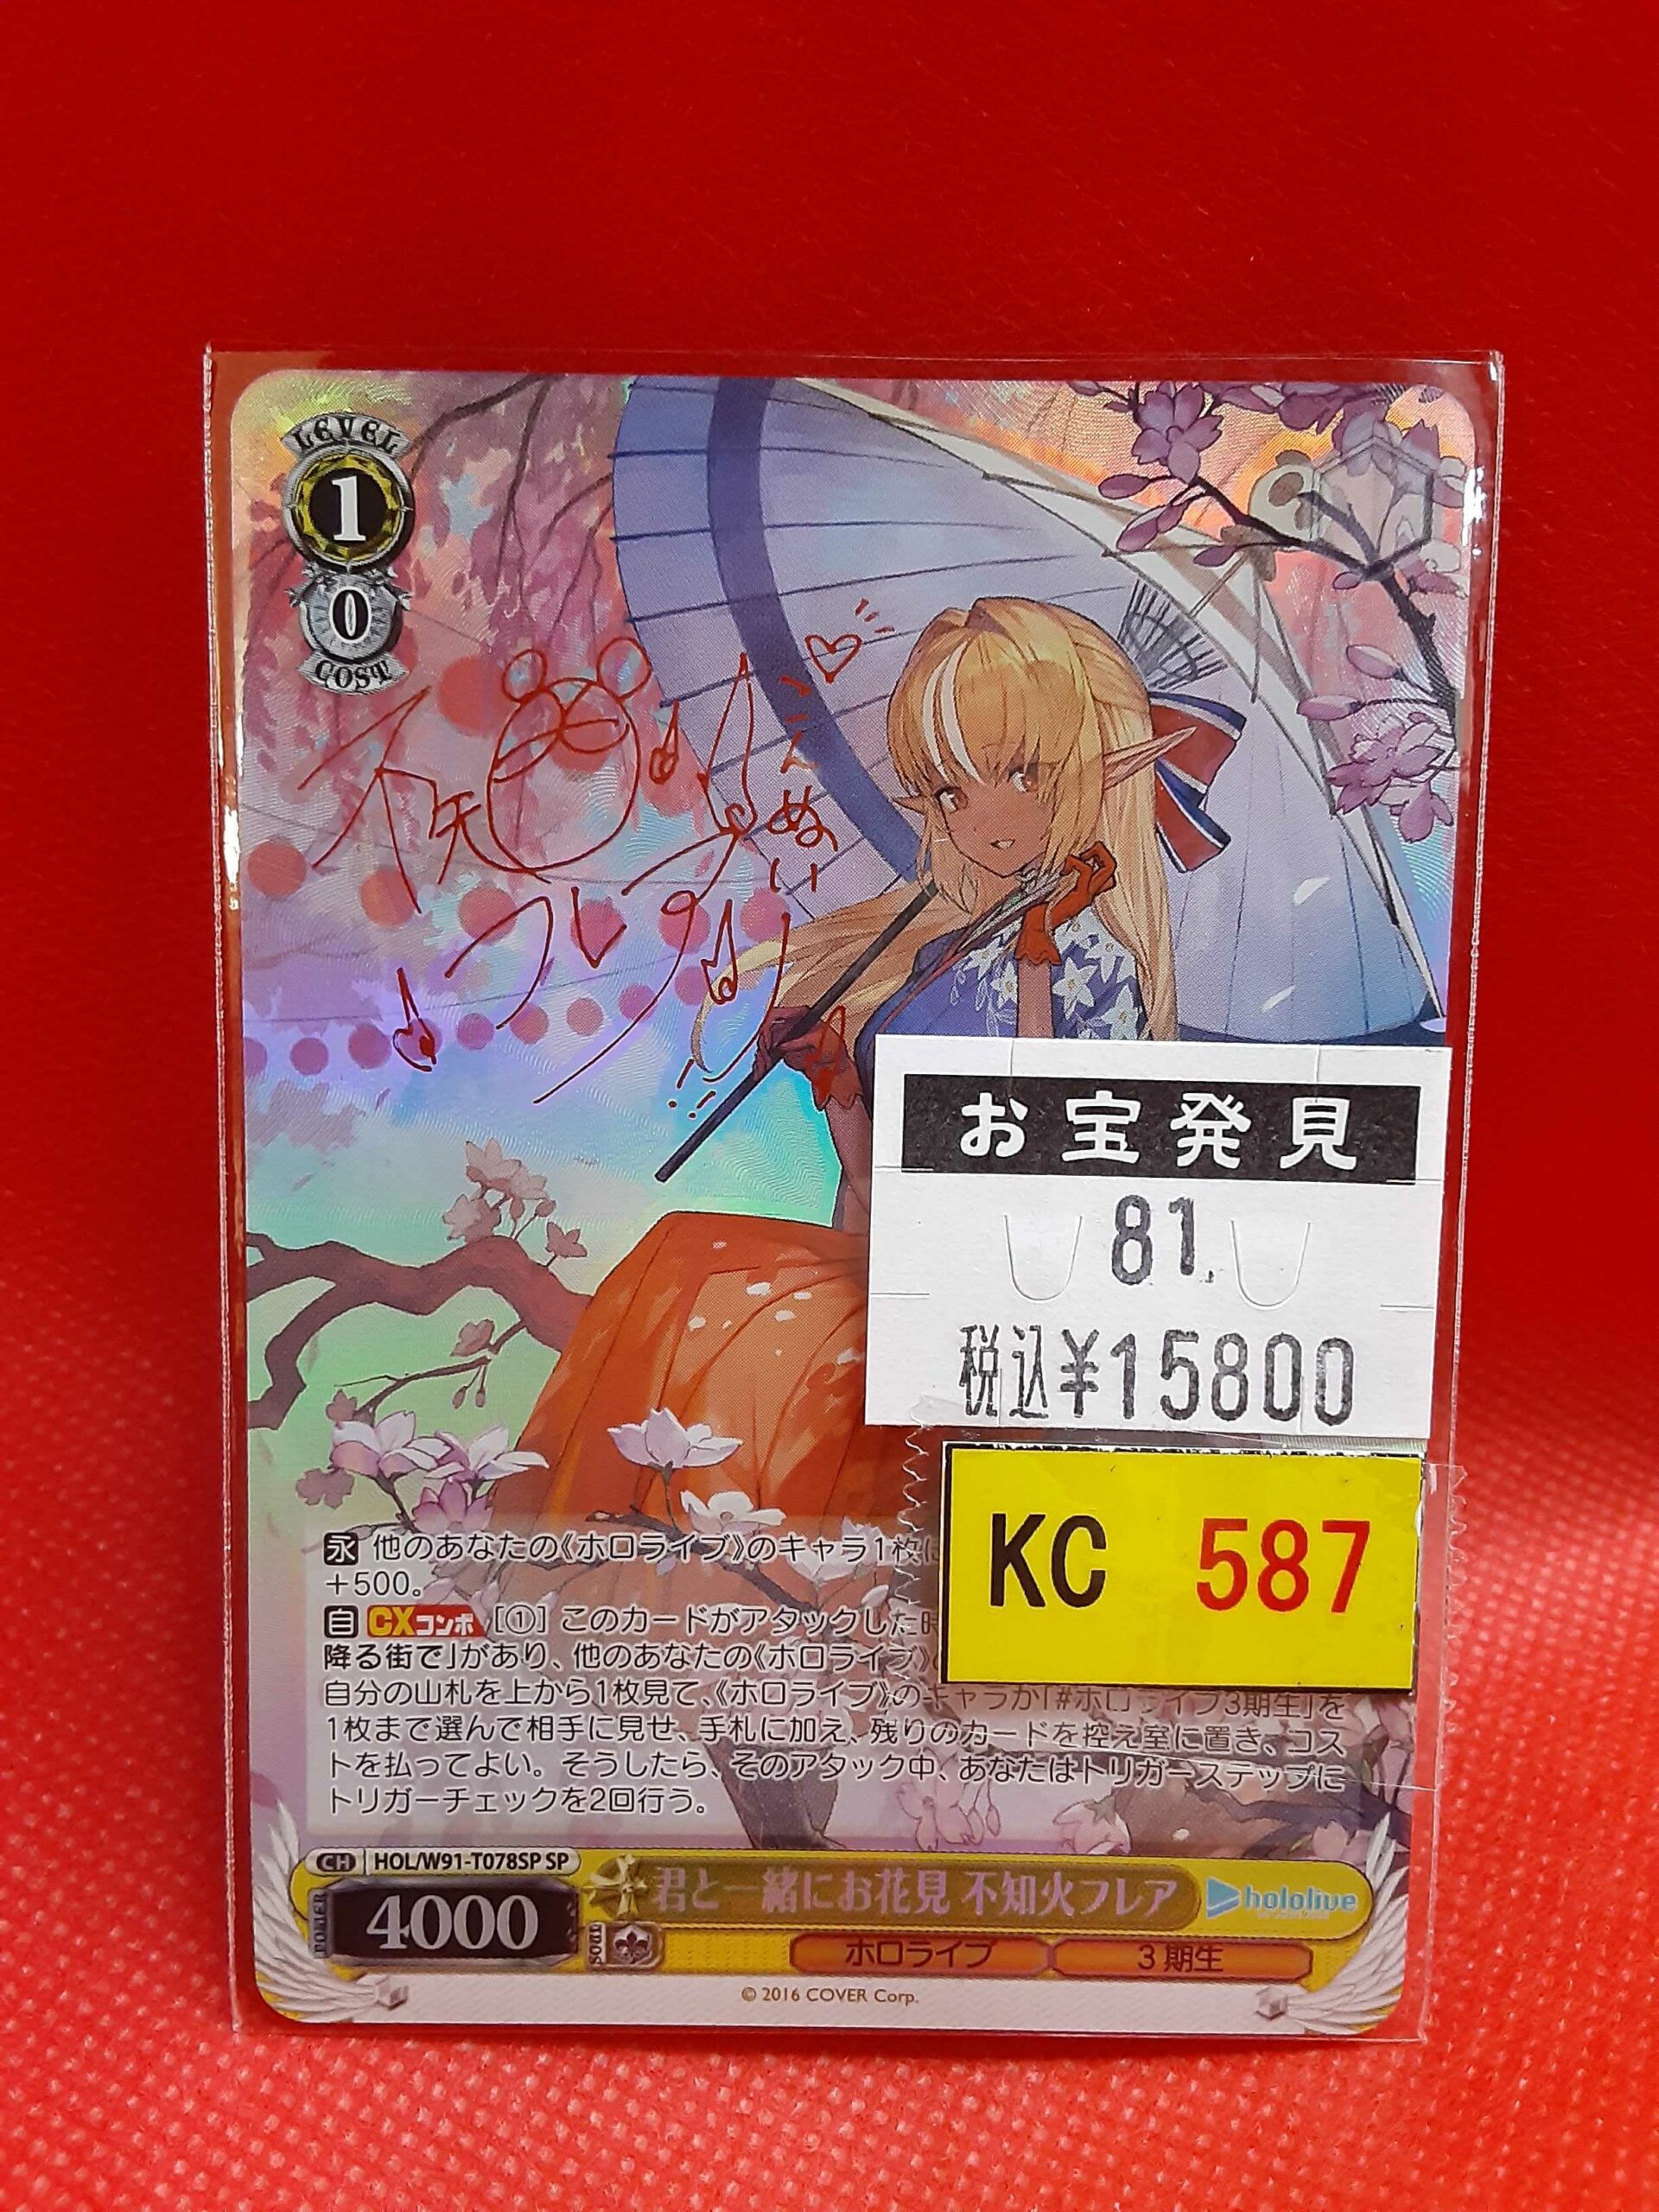 LEVEL
1
0
COST
不知火
フレア
こんぬい
お宝発見
81.
税込¥15800
KC 587
永 他のあなたの《ホロライブ》のキャラ1枚に
+500。
自 CXコンボ [①] このカードがアタックした時
降る街で」があり、他のあなたの《ホロライブ》
自分の山札を上から1枚見て、《ホロライブ》のキャラか「#ホロライブ3期生」を
1枚まで選んで相手に見せ、手札に加え、残りのカードを控え室に置き、コス
トを払ってよい。そうしたら、そのアタック中、あなたはトリガーステップに
トリガーチェックを2回行う。
CH HOL/W91-T078SP SP
君と一緒にお花見 不知火フレア
hololive
POWER
4000
SOUL
ホロライブ
3期生
© 2016 COVER Corp.